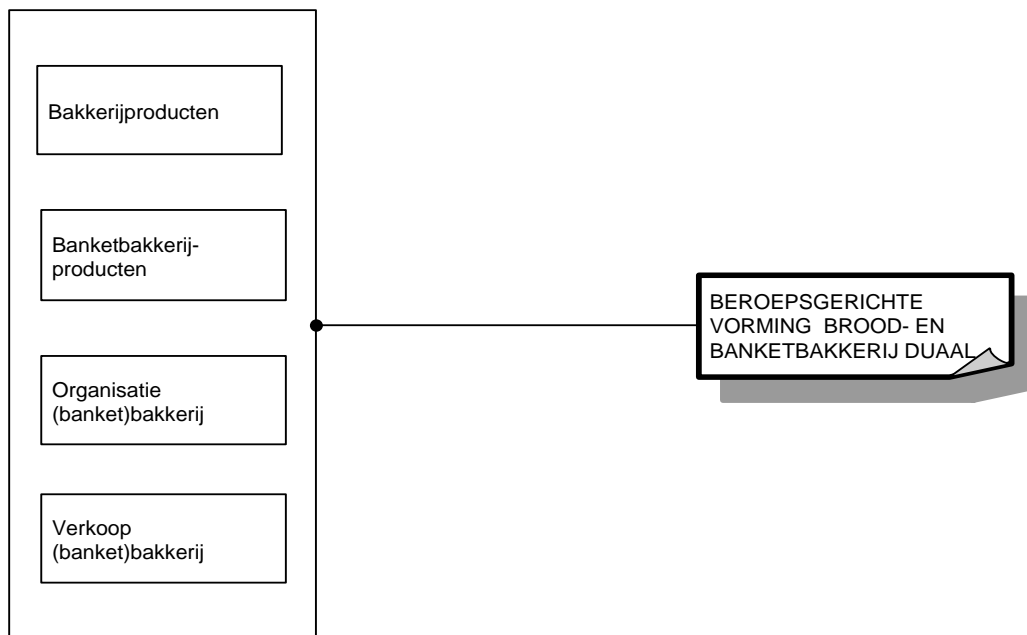 Bakkerijproducten
Banketbakkerij-
producten
Organisatie
(banket)bakkerij
Verkoop
(banket)bakkerij
BEROEPSGERICHTE
VORMING BROOD- EN
BANKETBAKKERIJ DUAAL